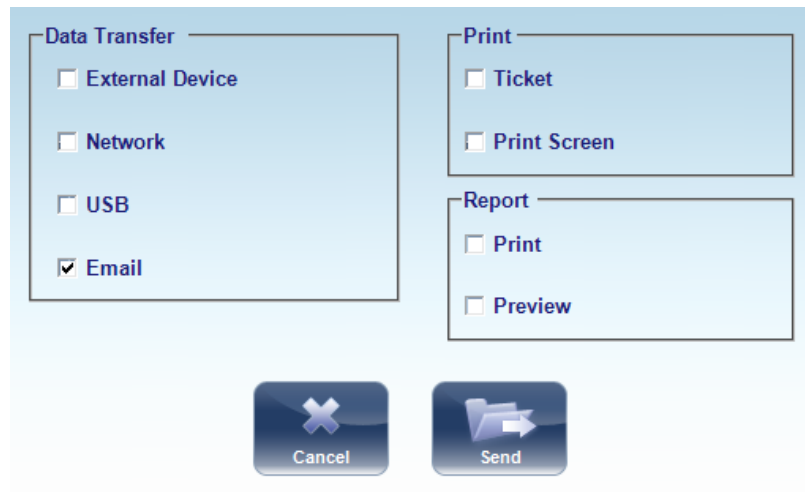 Data Transfer
External Device
Network
USB
Email
Print
Ticket
Print Screen
Report
Print
Preview
Cancel
Send